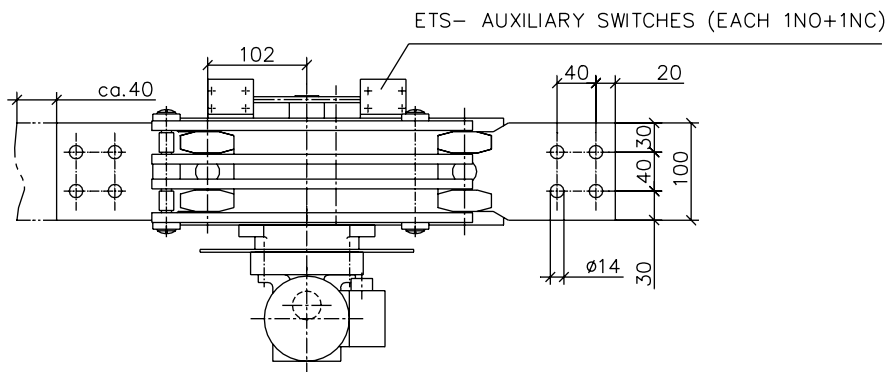 ETS- AUXILIARY SWITCHES (EACH 1NO+1NC)
102
40
20
ca.40
30
40
100
ø14
30